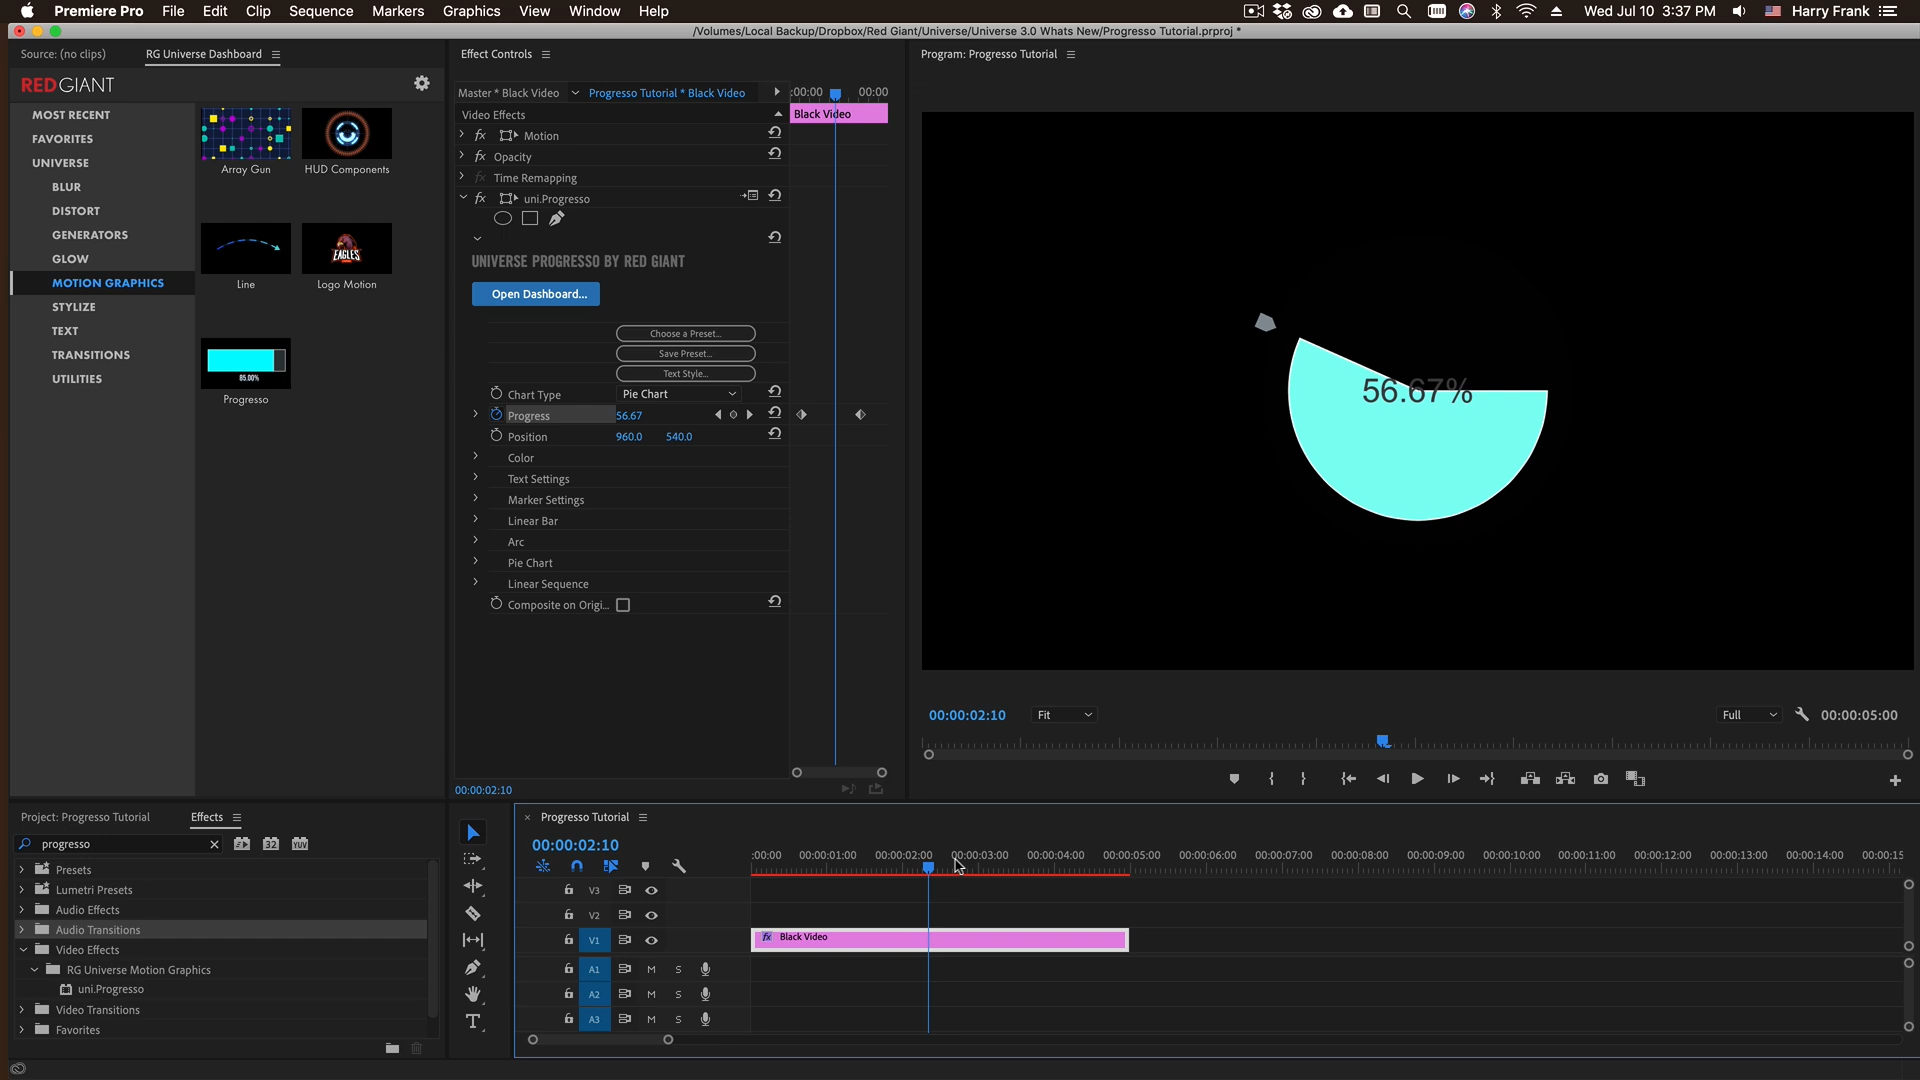 Premiere Pro File Edit Clip Sequence Markers Graphics View Window Help
Wed Jul 10 3:37 PM Harry Frank
/Volumes/Local Backup/Dropbox/Red Giant/Universe/Universe 3.0 Whats New/Progresso Tutorial.prproj *
Source: (no clips) RG Universe Dashboard
REDGIANT
MOST RECENT
FAVORITES
UNIVERSE
BLUR
DISTORT
GENERATORS
GLOW
MOTION GRAPHICS
STYLIZE
TEXT
TRANSITIONS
UTILITIES
Array Gun
HUD Components
EAGLES
Line
Logo Motion
85.00%
Progresso
Effect Controls
Master * Black Video Progresso Tutorial * Black Video
:00:00 00:00
Video Effects
Black Video
fx Motion
fx Opacity
fx Time Remapping
fx uni.Progresso
UNIVERSE PROGRESSO BY RED GIANT
Open Dashboard...
Choose a Preset...
Save Preset...
Text Style...
Chart Type Pie Chart
Progress 56.67
Position 960.0 540.0
Color
Text Settings
Marker Settings
Linear Bar
Arc
Pie Chart
Linear Sequence
Composite on Origi...
00:00:02:10
Program: Progresso Tutorial
56.67%
00:00:02:10 Fit Full 00:00:05:00
Project: Progresso Tutorial Effects
progresso
32 YUV
Presets
Lumetri Presets
Audio Effects
Audio Transitions
Video Effects
RG Universe Motion Graphics
uni.Progresso
Video Transitions
Favorites
T
Progresso Tutorial
00:00:02:10
:00:00 00:00:01:00 00:00:02:00 00:00:03:00 00:00:04:00 00:00:05:00 00:00:06:00 00:00:07:00 00:00:08:00 00:00:09:00 00:00:10:00 00:00:11:00 00:00:12:00 00:00:13:00 00:00:14:00 00:00:15
V3
V2
V1
fx Black Video
A1 M S
A2 M S
A3 M S